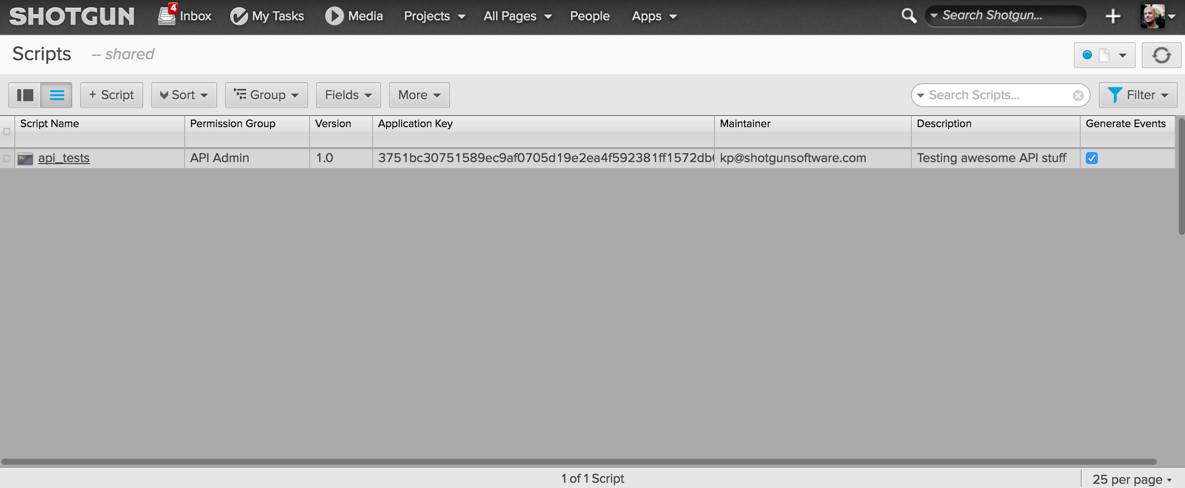 SHOTGUN 4 Inbox My Tasks Media Projects All Pages People Apps Search Shotgun...
Scripts -- shared
+ Script Sort Group Fields More Search Scripts... Filter
Script Name Permission Group Version Application Key Maintainer Description Generate Events
api_tests API Admin 1.0 3751bc30751589ec9af0705d19e2ea4f592381ff1572db kp@shotgunsoftware.com Testing awesome API stuff
1 of 1 Script 25 per page